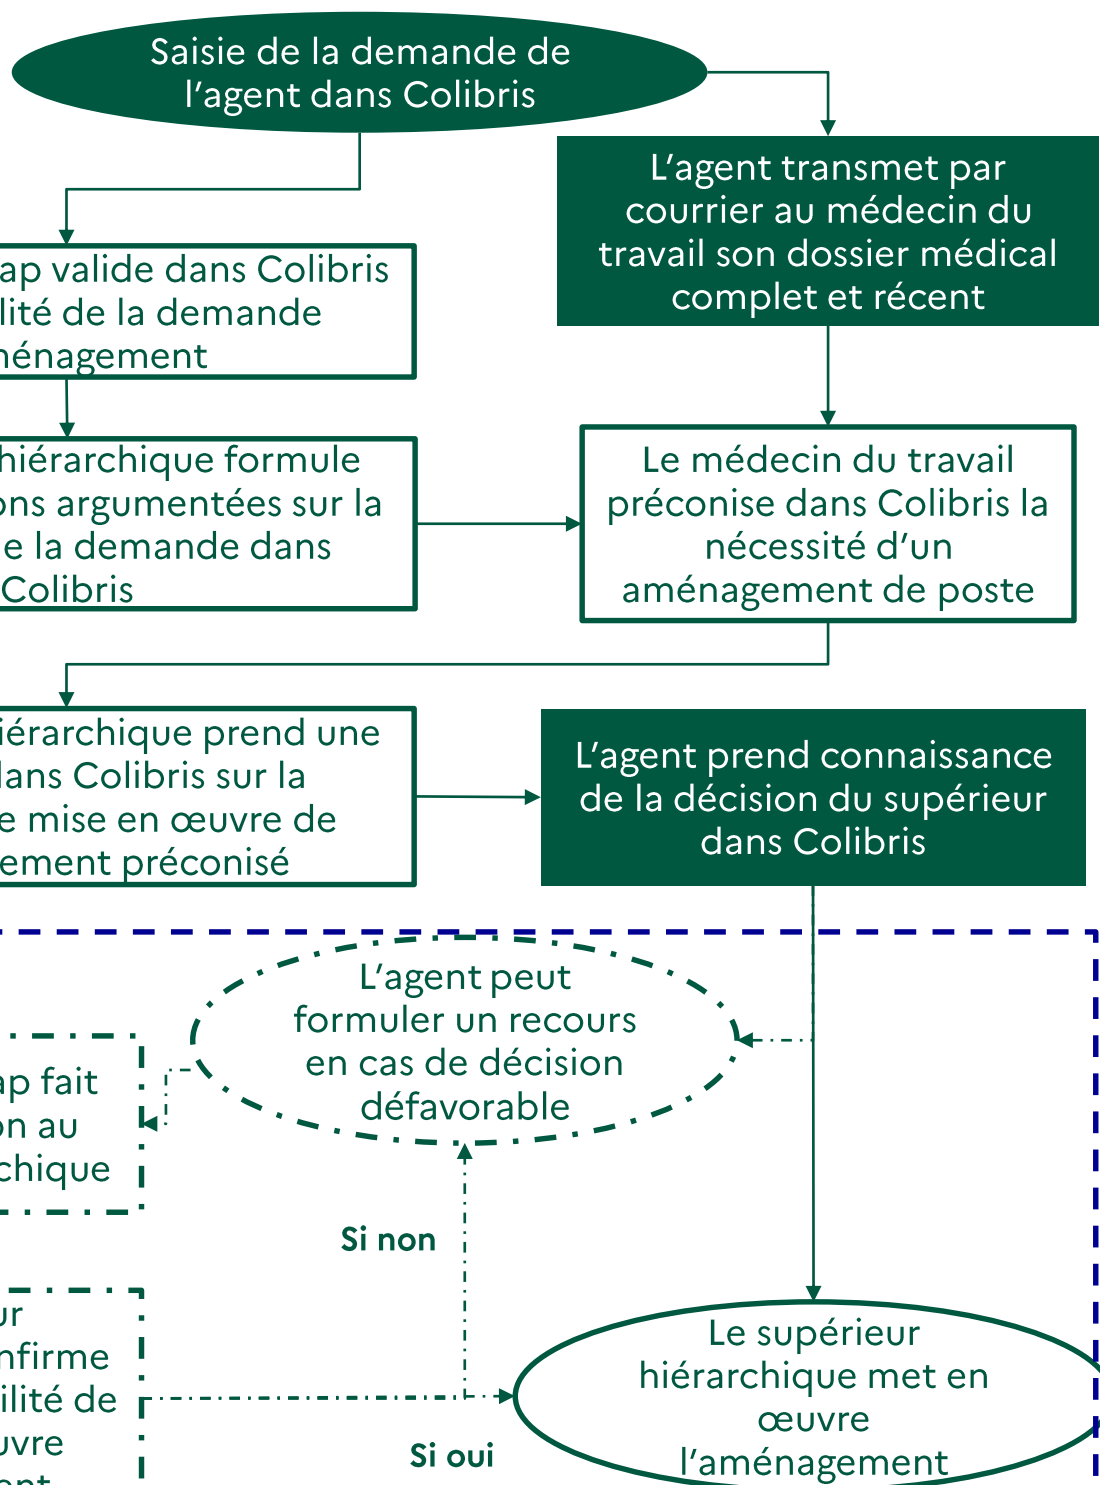 Saisie de la demande de
l'agent dans Colibris
L'agent transmet par
courrier au médecin du
travail son dossier médical
complet et récent
ap valide dans Colibris
lité de la demande
ménagement
hiérarchique formule
ons argumentées sur la
e la demande dans
Colibris
Le médecin du travail
préconise dans Colibris la
nécessité d'un
aménagement de poste
iérarchique prend une
dans Colibris sur la
e mise en œuvre de
ement préconisé
L'agent prend connaissance
de la décision du supérieur
dans Colibris
L'agent peut
formuler un recours
en cas de décision
défavorable
ap fait
on au
chique
Si non
ur
nfirme
ilité de
uvre
Si oui
Le supérieur
hiérarchique met en
œuvre
l'aménagement